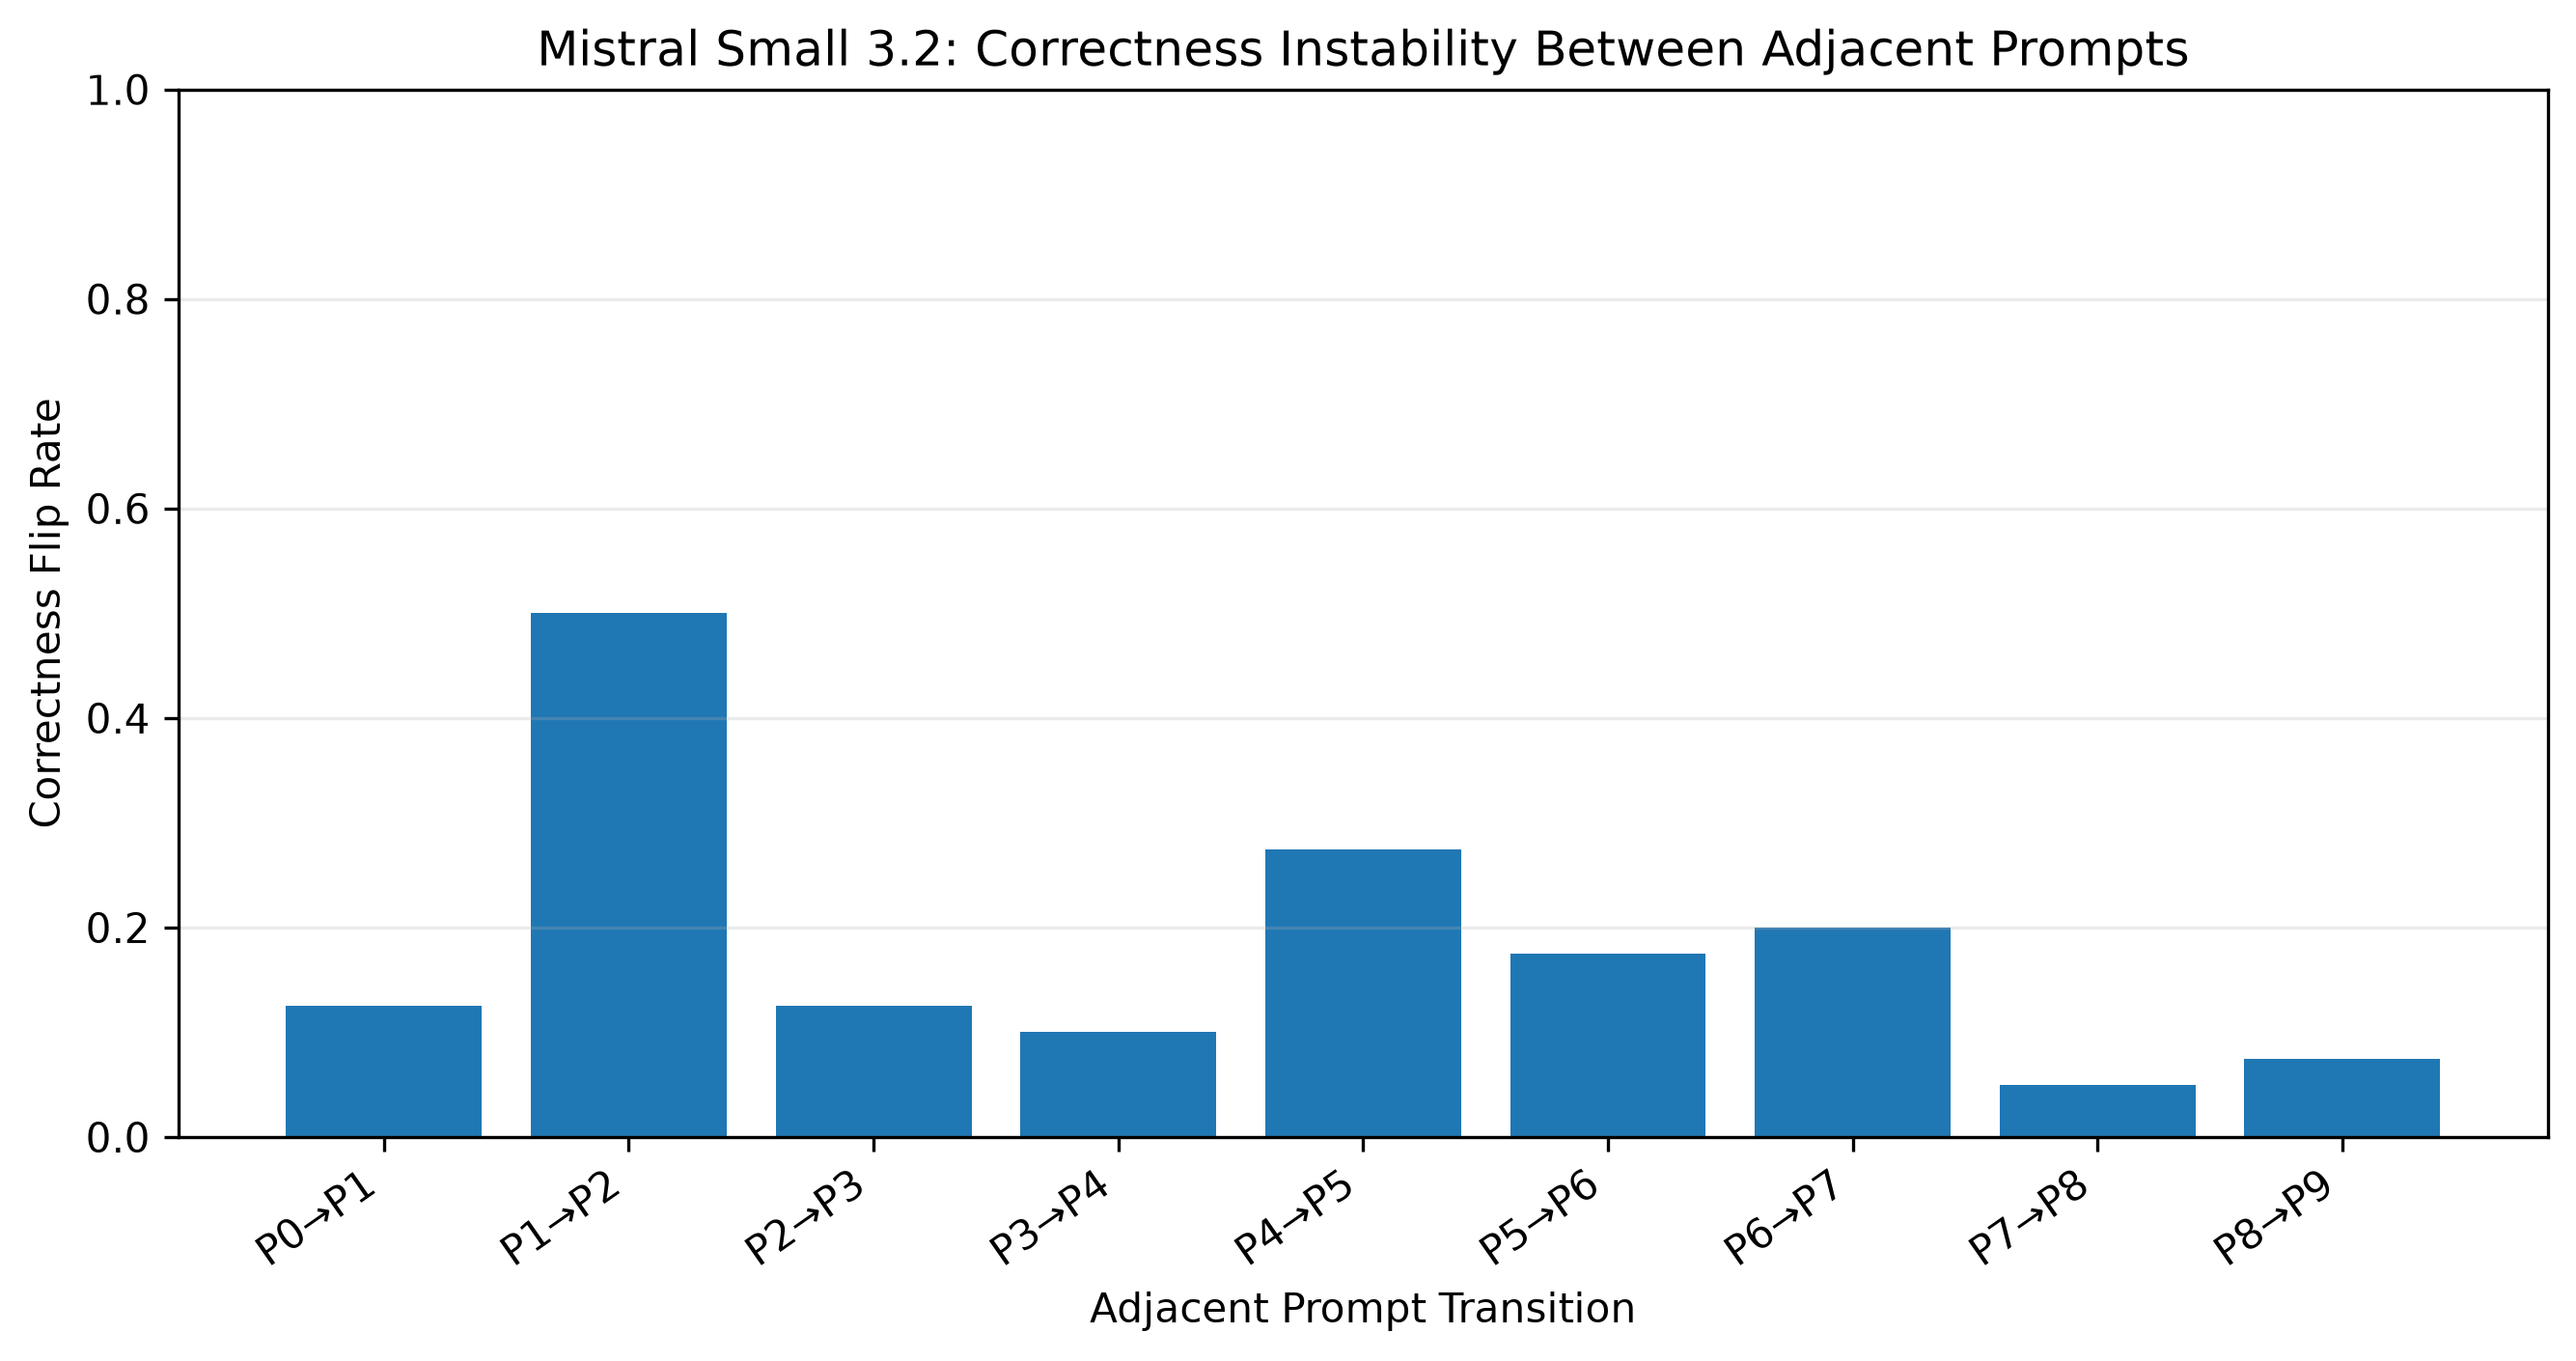 Mistral Small 3.2: Correctness Instability Between Adjacent Prompts
1.0
0.8
0.6
0.4
0.2
0.0
Correctness Flip Rate
P0→P1
P1→P2
P2→P3
P3→P4
P4→P5
P5→P6
P6→P7
P7→P8
P8→P9
Adjacent Prompt Transition